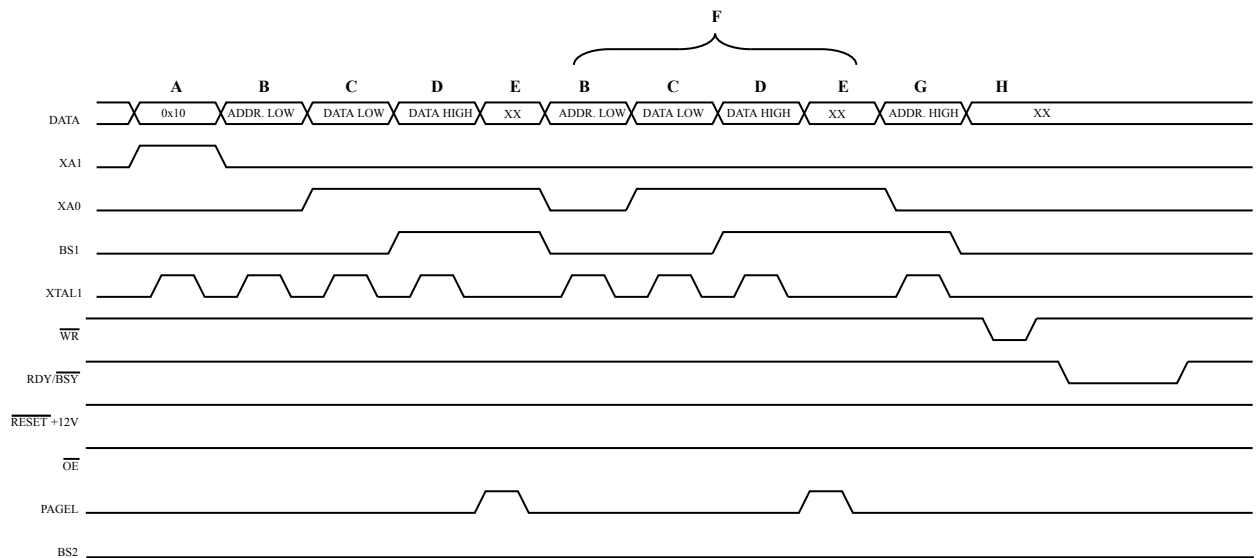 F
A B C D E B C D E G H
DATA 0x10 ADDR. LOW DATA LOW DATA HIGH XX ADDR. LOW DATA LOW DATA HIGH XX ADDR. HIGH XX
XA1
XA0
BS1
XTAL1
WR
RDY/BSY
RESET +12V
OE
PAGEL
BS2